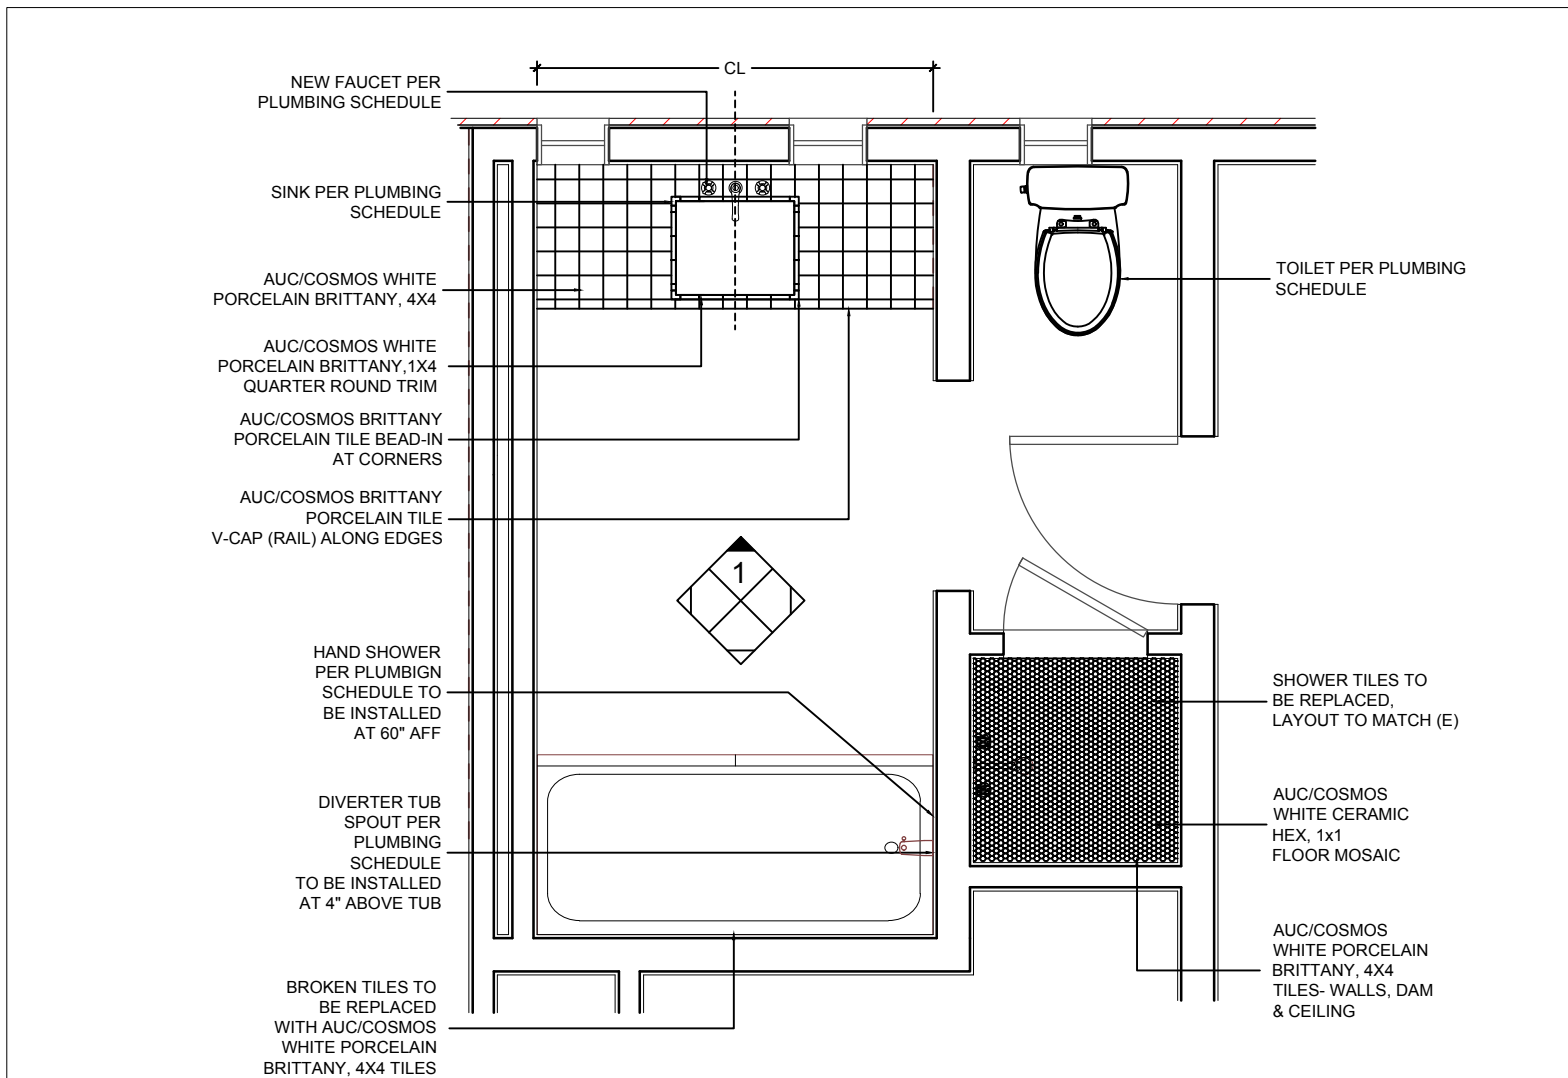 CL
NEW FAUCET PER
PLUMBING SCHEDULE
SINK PER PLUMBING
SCHEDULE
AUC/COSMOS WHITE
PORCELAIN BRITTANY, 4X4
AUC/COSMOS WHITE
PORCELAIN BRITTANY,1X4
QUARTER ROUND TRIM
AUC/COSMOS BRITTANY
PORCELAIN TILE BEAD-IN
AT CORNERS
AUC/COSMOS BRITTANY
PORCELAIN TILE
V-CAP (RAIL) ALONG EDGES
1
HAND SHOWER
PER PLUMBIGN
SCHEDULE TO
BE INSTALLED
AT 60" AFF
DIVERTER TUB
SPOUT PER
PLUMBING
SCHEDULE
TO BE INSTALLED
AT 4" ABOVE TUB
BROKEN TILES TO
BE REPLACED
WITH AUC/COSMOS
WHITE PORCELAIN
BRITTANY, 4X4 TILES
TOILET PER PLUMBING
SCHEDULE
SHOWER TILES TO
BE REPLACED,
LAYOUT TO MATCH (E)
AUC/COSMOS
WHITE CERAMIC
HEX, 1x1
FLOOR MOSAIC
AUC/COSMOS
WHITE PORCELAIN
BRITTANY, 4X4
TILES- WALLS, DAM
& CEILING